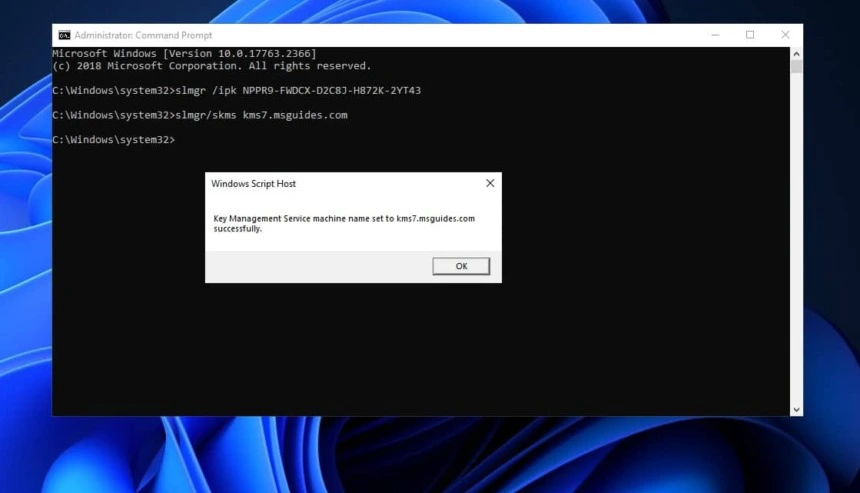 Administrator: Command Prompt
Microsoft Windows [Version 10.0.17763.2366]
(c) 2018 Microsoft Corporation. All rights reserved.
C:\Windows\system32>slmgr /ipk NPPR9-FWDCX-D2C8J-H872K-2YT43
C:\Windows\system32>slmgr/skms kms7.msguides.com
C:\Windows\system32>
Windows Script Host
Key Management Service machine name set to kms7.msguides.com
successfully.
OK